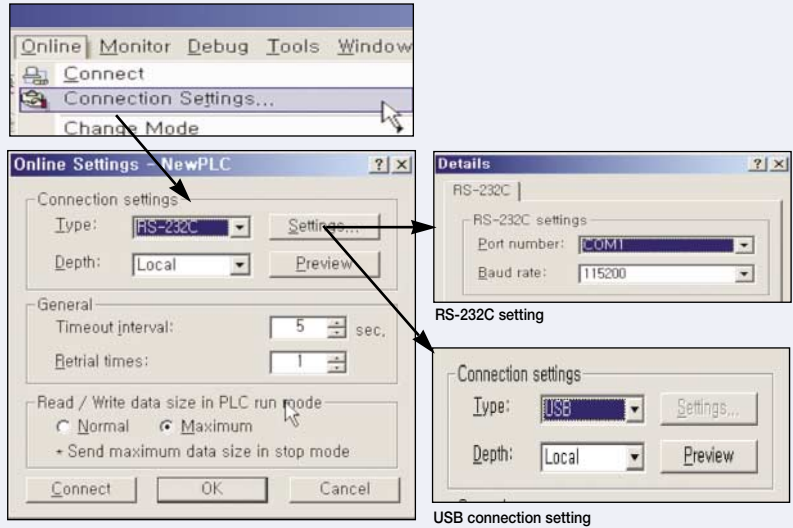 Online Monitor Debug Tools Window
Connect
Connection Settings...
Change Mode
Online Settings - NewPLC
Connection settings
Type: RS-232C Settings...
Depth: Local Preview
General
Timeout interval: 5 sec,
Retrial times: 1
Read / Write data size in PLC run mode
Normal Maximum
* Send maximum data size in stop mode
Connect OK Cancel
Details
RS-232C
RS-232C settings
Port number: COM1
Baud rate: 115200
RS-232C setting
Connection settings
Type: USB Settings...
Depth: Local Preview
USB connection setting